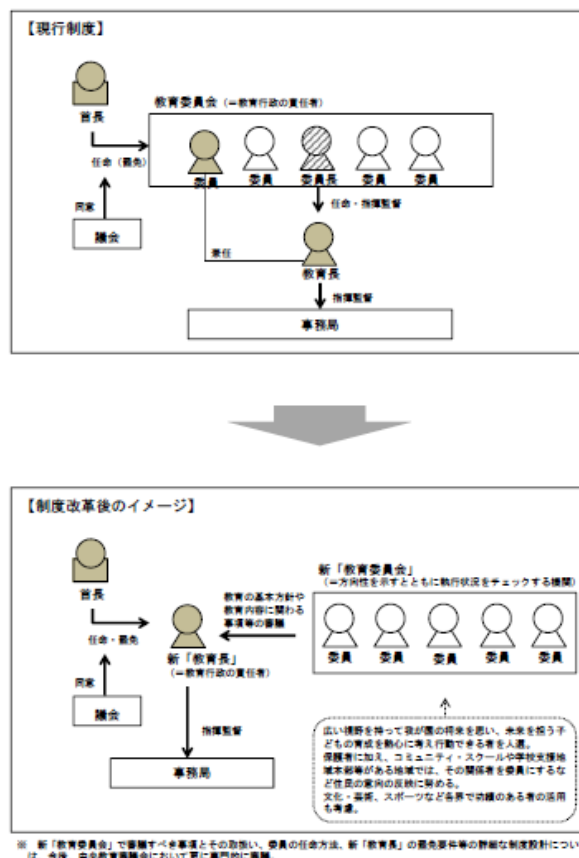 【現行制度】
首長
教育委員会（＝教育行政の責任者）
任命（罷免）
委員
委員
委員長
委員
委員
同意
議会
任命・指揮監督
兼任
教育長
指揮監督
事務局
【制度改革後のイメージ】
首長
任命・罷免
同意
議会
教育の基本方針や
教育内容に関わる
事項等の審議
新「教育長」
（＝教育行政の責任者）
指揮監督
事務局
新「教育委員会」
（＝方向性を示すとともに執行状況をチェックする機関）
委員
委員
委員
委員
委員
広い視野を持って我が国の将来を思い、未来を担う子
どもの育成を熱心に考え行動できる者を人選。
保護者に加え、コミュニティ・スクールや学校支援地
域本部等がある地域では、その関係者を委員にするな
ど住民の意向の反映に努める。
文化・芸術、スポーツなど各界で功績のある者の活用
も考慮。
※ 新「教育委員会」で審議すべき事項とその取扱い、委員の任命方法、新「教育長」の罷免要件等の詳細な制度設計につい
ては、今後、中央教育審議会において更に専門的に審議。